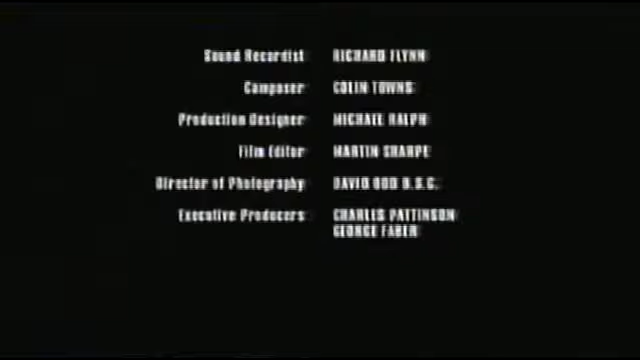 Sound Recordist RICHARD FLYNN
Composer COLIN TOWNS
Production Designer MICHAEL RALPH
Film Editor MARTIN SHARPE
Director of Photography DAVID ODD B.S.C.
Executive Producers CHARLES PATTINSON
GEORGE FABER